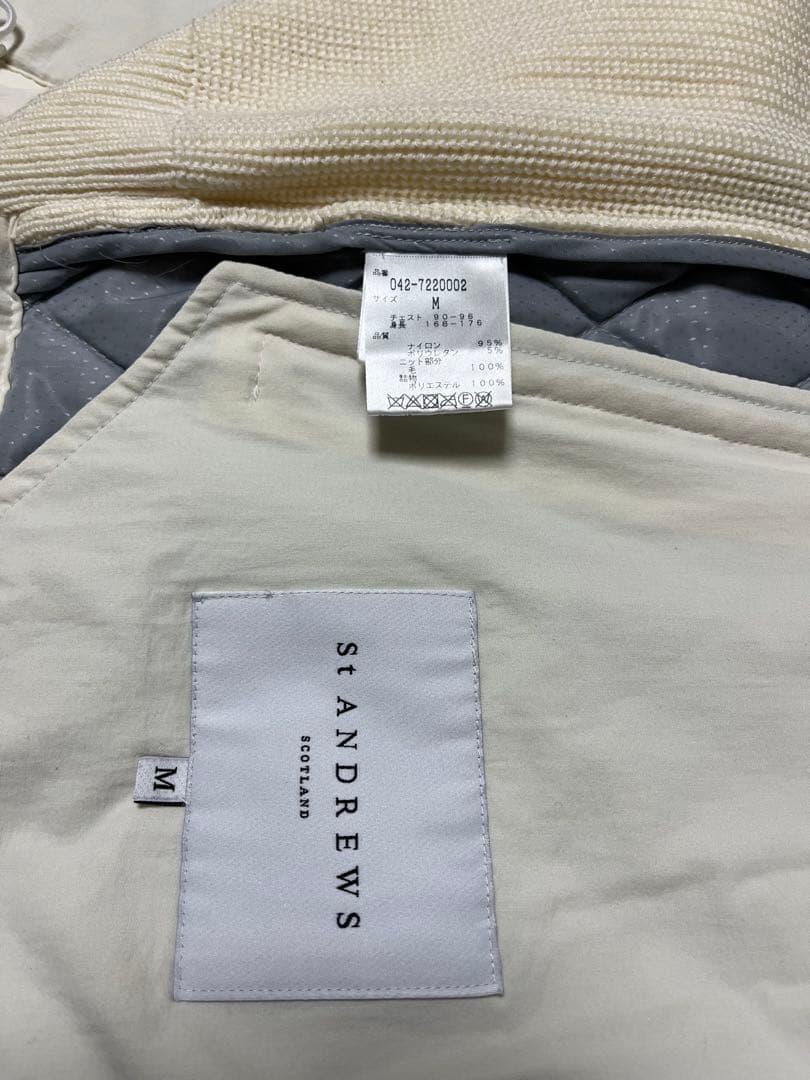 品番
042-7220002
サイズ
M
チェスト 90-96
身長 168-176
品質
ナイロン 95%
ポリウレタン 5%
ニット部分
毛 100%
詰物
ポリエステル 100%
F W
St ANDREWS
SCOTLAND
M